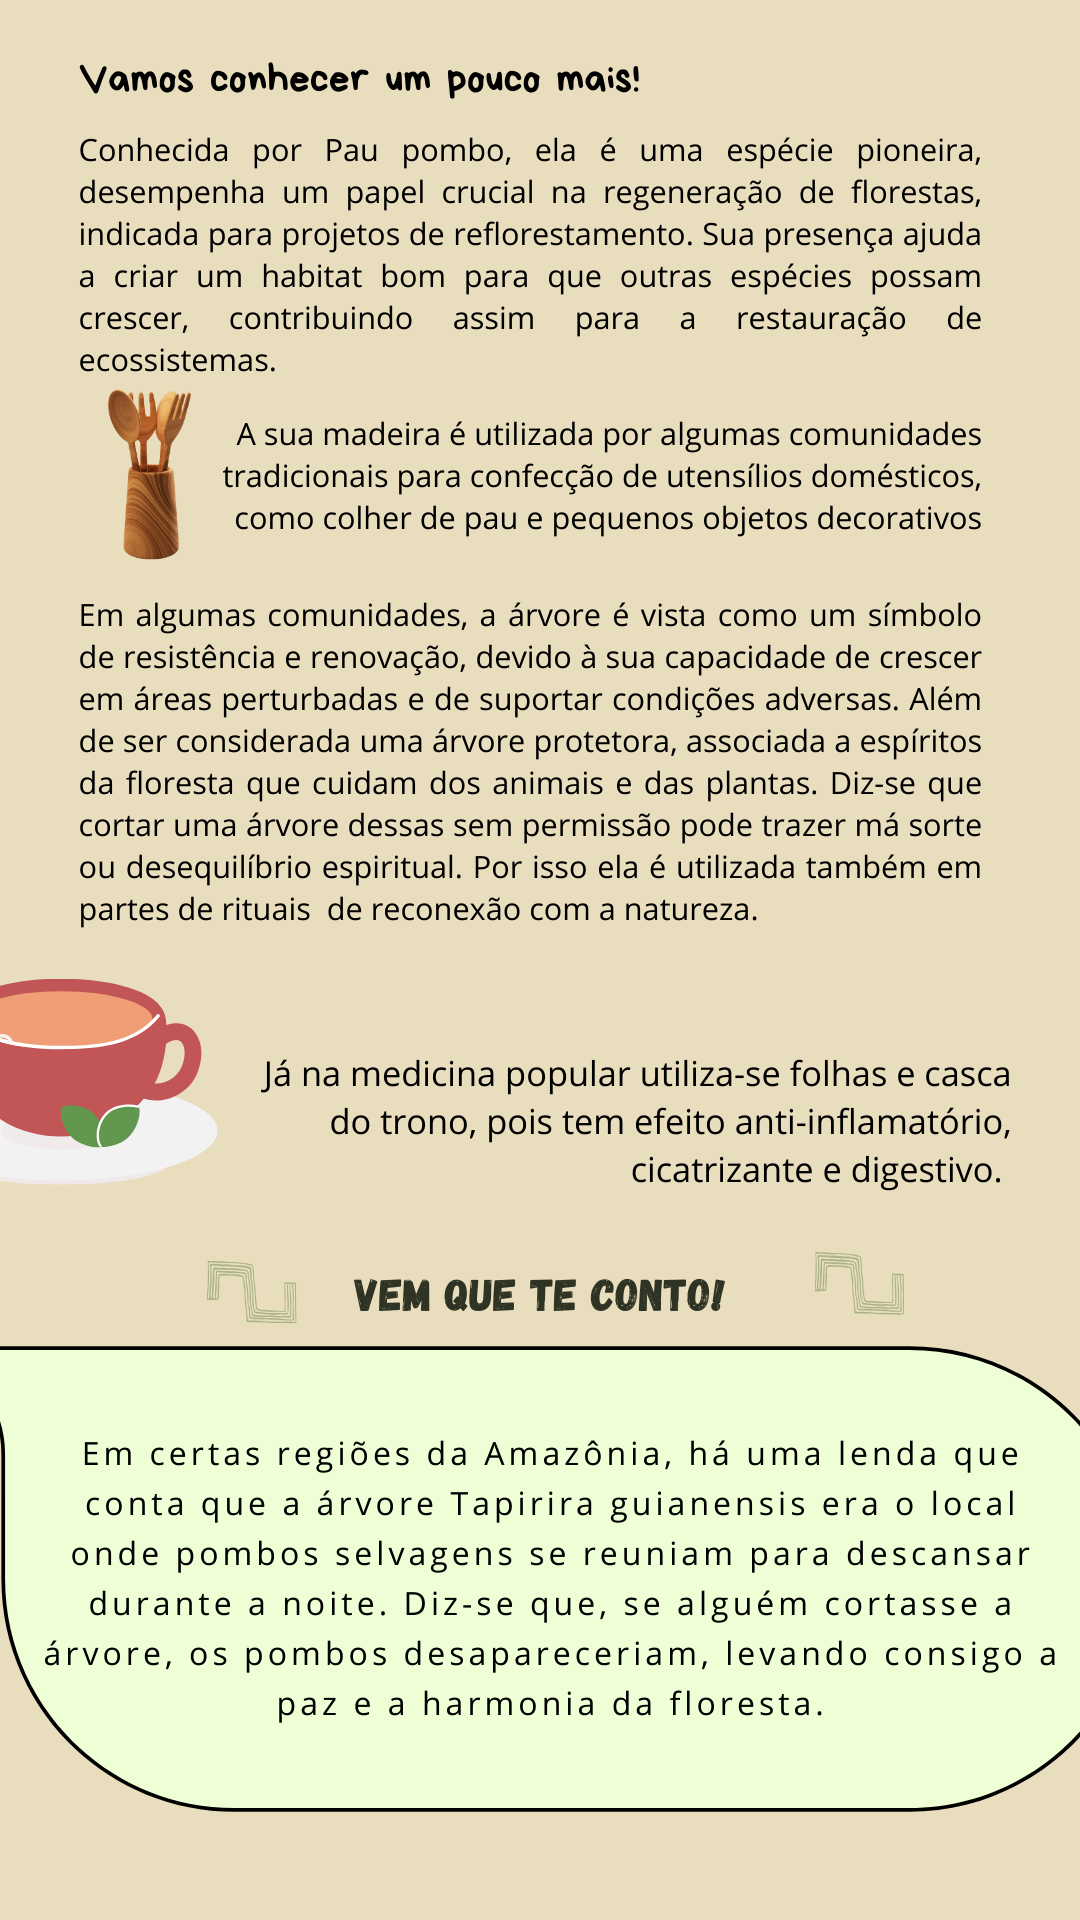 Vamos conhecer um pouco mais!
Conhecida por Pau pombo, ela é uma espécie pioneira,
desempenha um papel crucial na regeneração de florestas,
indicada para projetos de reflorestamento. Sua presença ajuda
a criar um habitat bom para que outras espécies possam
crescer, contribuindo assim para a restauração de
ecossistemas.
A sua madeira é utilizada por algumas comunidades
tradicionais para confecção de utensílios domésticos,
como colher de pau e pequenos objetos decorativos
Em algumas comunidades, a árvore é vista como um símbolo
de resistência e renovação, devido à sua capacidade de crescer
em áreas perturbadas e de suportar condições adversas. Além
de ser considerada uma árvore protetora, associada a espíritos
da floresta que cuidam dos animais e das plantas. Diz-se que
cortar uma árvore dessas sem permissão pode trazer má sorte
ou desequilíbrio espiritual. Por isso ela é utilizada também em
partes de rituais  de reconexão com a natureza.
Já na medicina popular utiliza-se folhas e casca
do trono, pois tem efeito anti-inflamatório,
cicatrizante e digestivo.
VEM QUE TE CONTO!
Em certas regiões da Amazônia, há uma lenda que
conta que a árvore Tapirira guianensis era o local
onde pombos selvagens se reuniam para descansar
durante a noite. Diz-se que, se alguém cortasse a
árvore, os pombos desapareceriam, levando consigo a
paz e a harmonia da floresta.